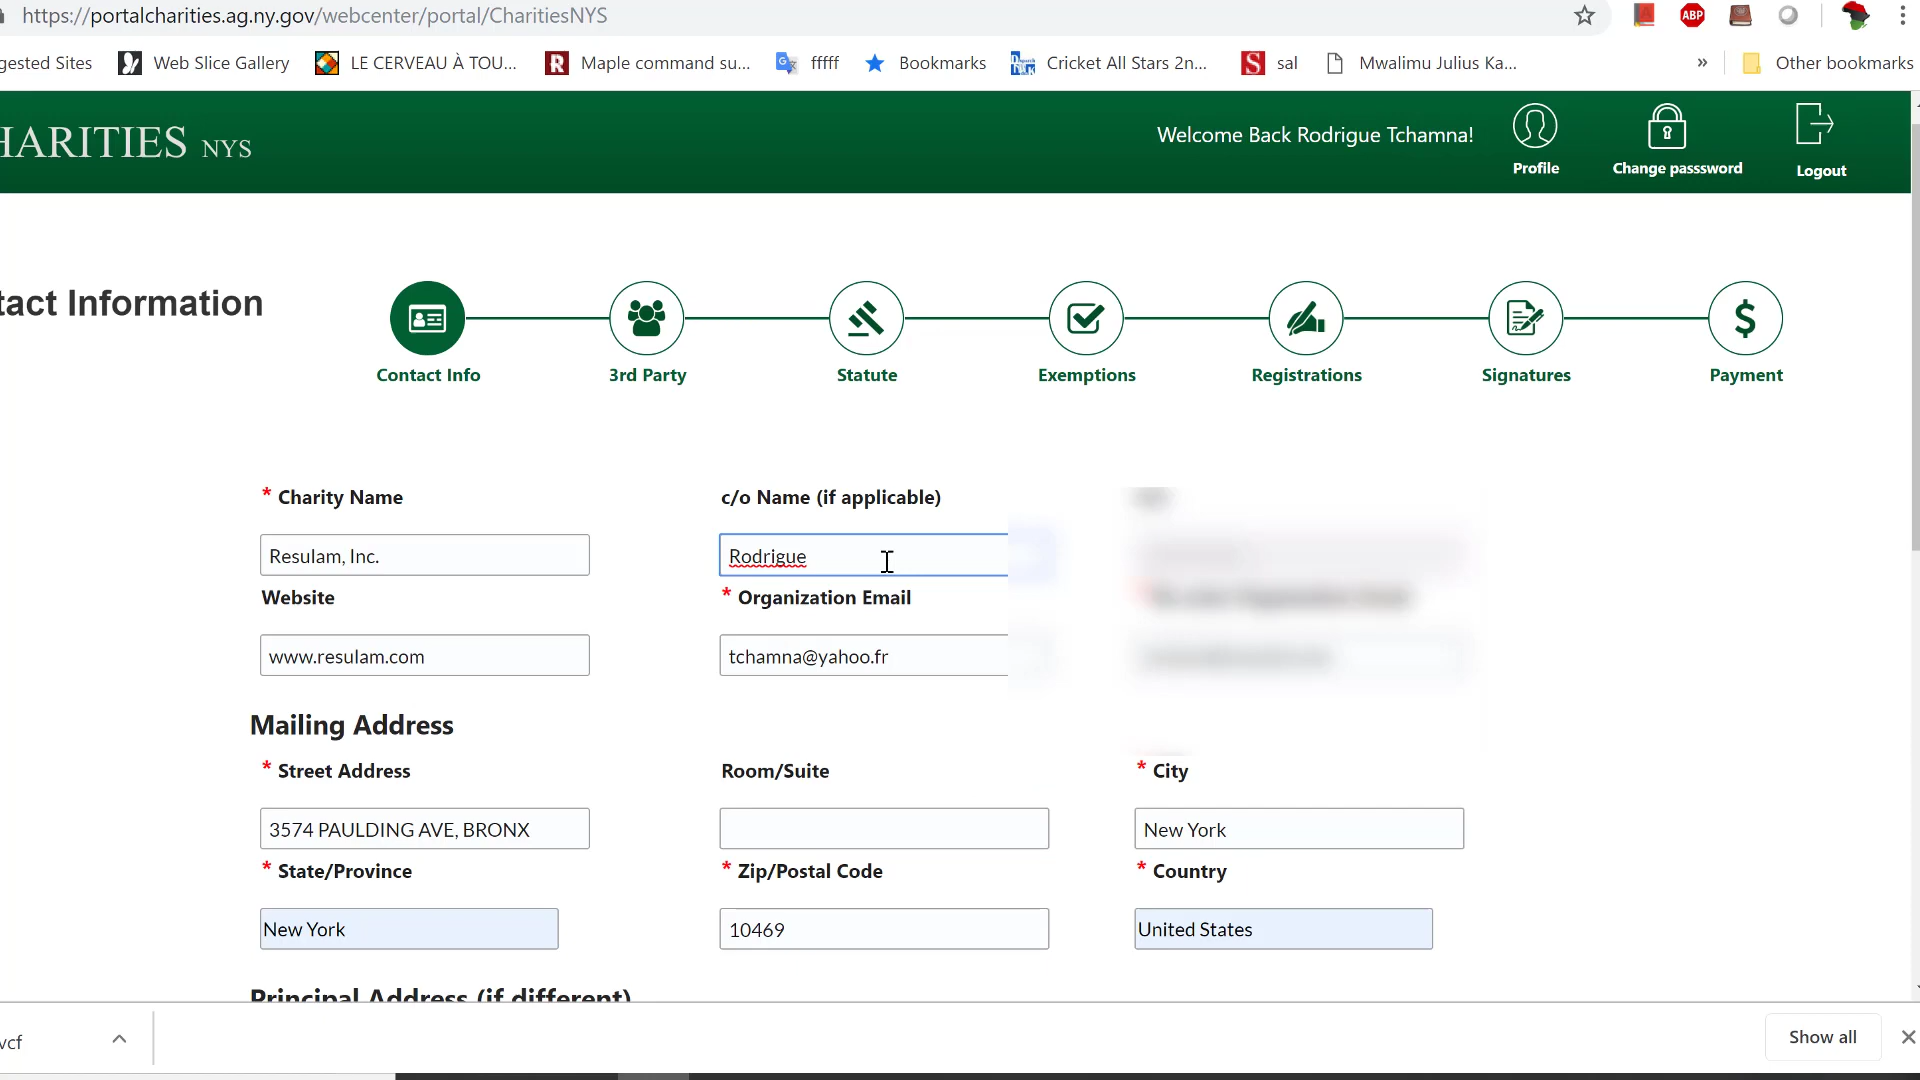 https://portalcharities.ag.ny.gov/webcenter/portal/CharitiesNYS
ABP
gested Sites Web Slice Gallery LE CERVEAU À TOU... Maple command su... fffff Bookmarks Cricket All Stars 2n... sal Mwalimu Julius Ka... » Other bookmarks
HARITIES NYS
Welcome Back Rodrigue Tchamna!
Profile
Change passsword
Logout
tact Information
Contact Info
3rd Party
Statute
Exemptions
Registrations
Signatures
Payment
* Charity Name
c/o Name (if applicable)
Resulam, Inc.
Rodrigue
Website
* Organization Email
www.resulam.com
tchamna@yahoo.fr
Mailing Address
* Street Address
Room/Suite
* City
3574 PAULDING AVE, BRONX
New York
* State/Province
* Zip/Postal Code
* Country
New York
10469
United States
Principal Address (if different)
vcf
Show all